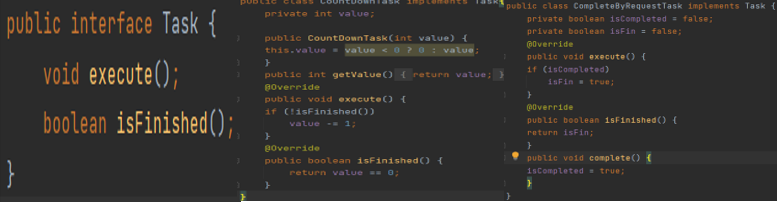 public interface Task {
void execute();
boolean isFinished();
}
public class CountDownTask implements Task{
private int value;
public CountDownTask(int value) {
this.value = value < 0 ? 0 : value;
}
public int getValue() { return value; }
@Override
public void execute() {
if (!isFinished())
value -= 1;
}
@Override
public boolean isFinished() {
return value == 0;
}
}
public class CompleteByRequestTask implements Task {
private boolean isCompleted = false;
private boolean isFin = false;
@Override
public void execute() {
if (isCompleted)
isFin = true;
}
@Override
public boolean isFinished() {
return isFin;
}
public void complete() {
isCompleted = true;
}
}